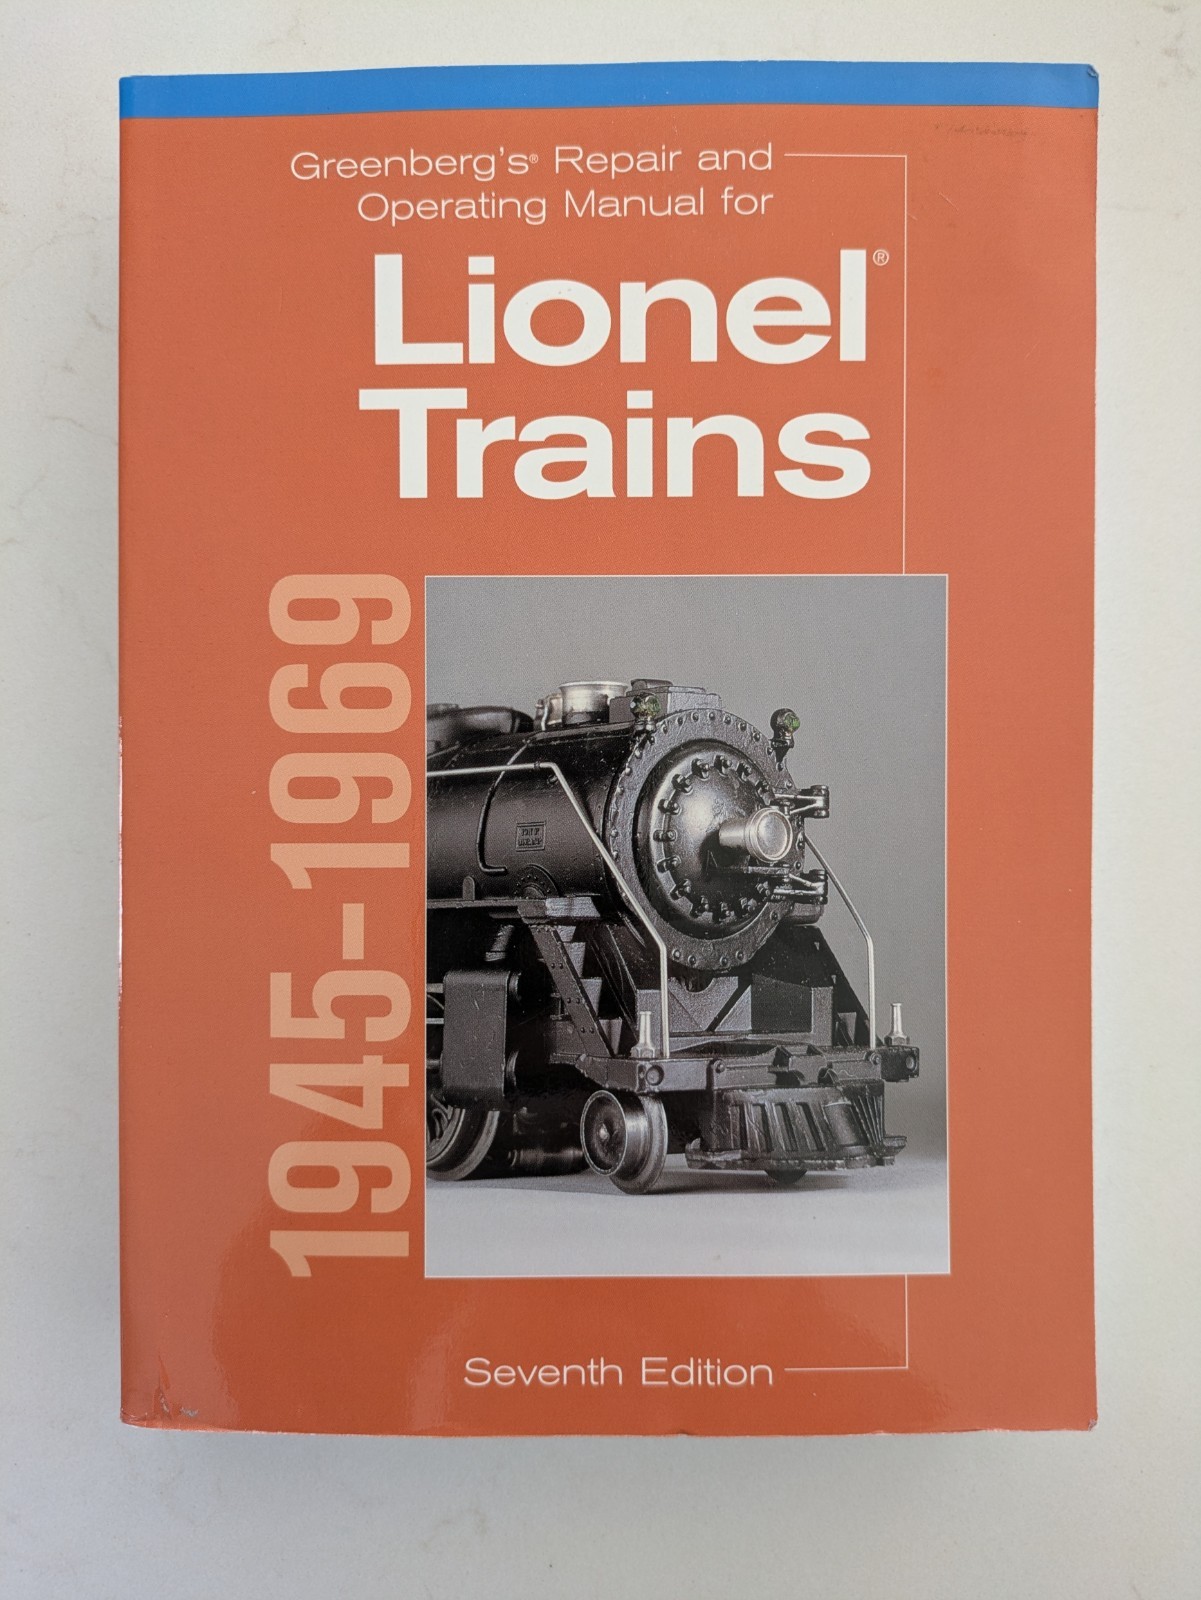 Greenberg's® Repair and
Operating Manual for
Lionel®
Trains
1945-1969
Seventh Edition